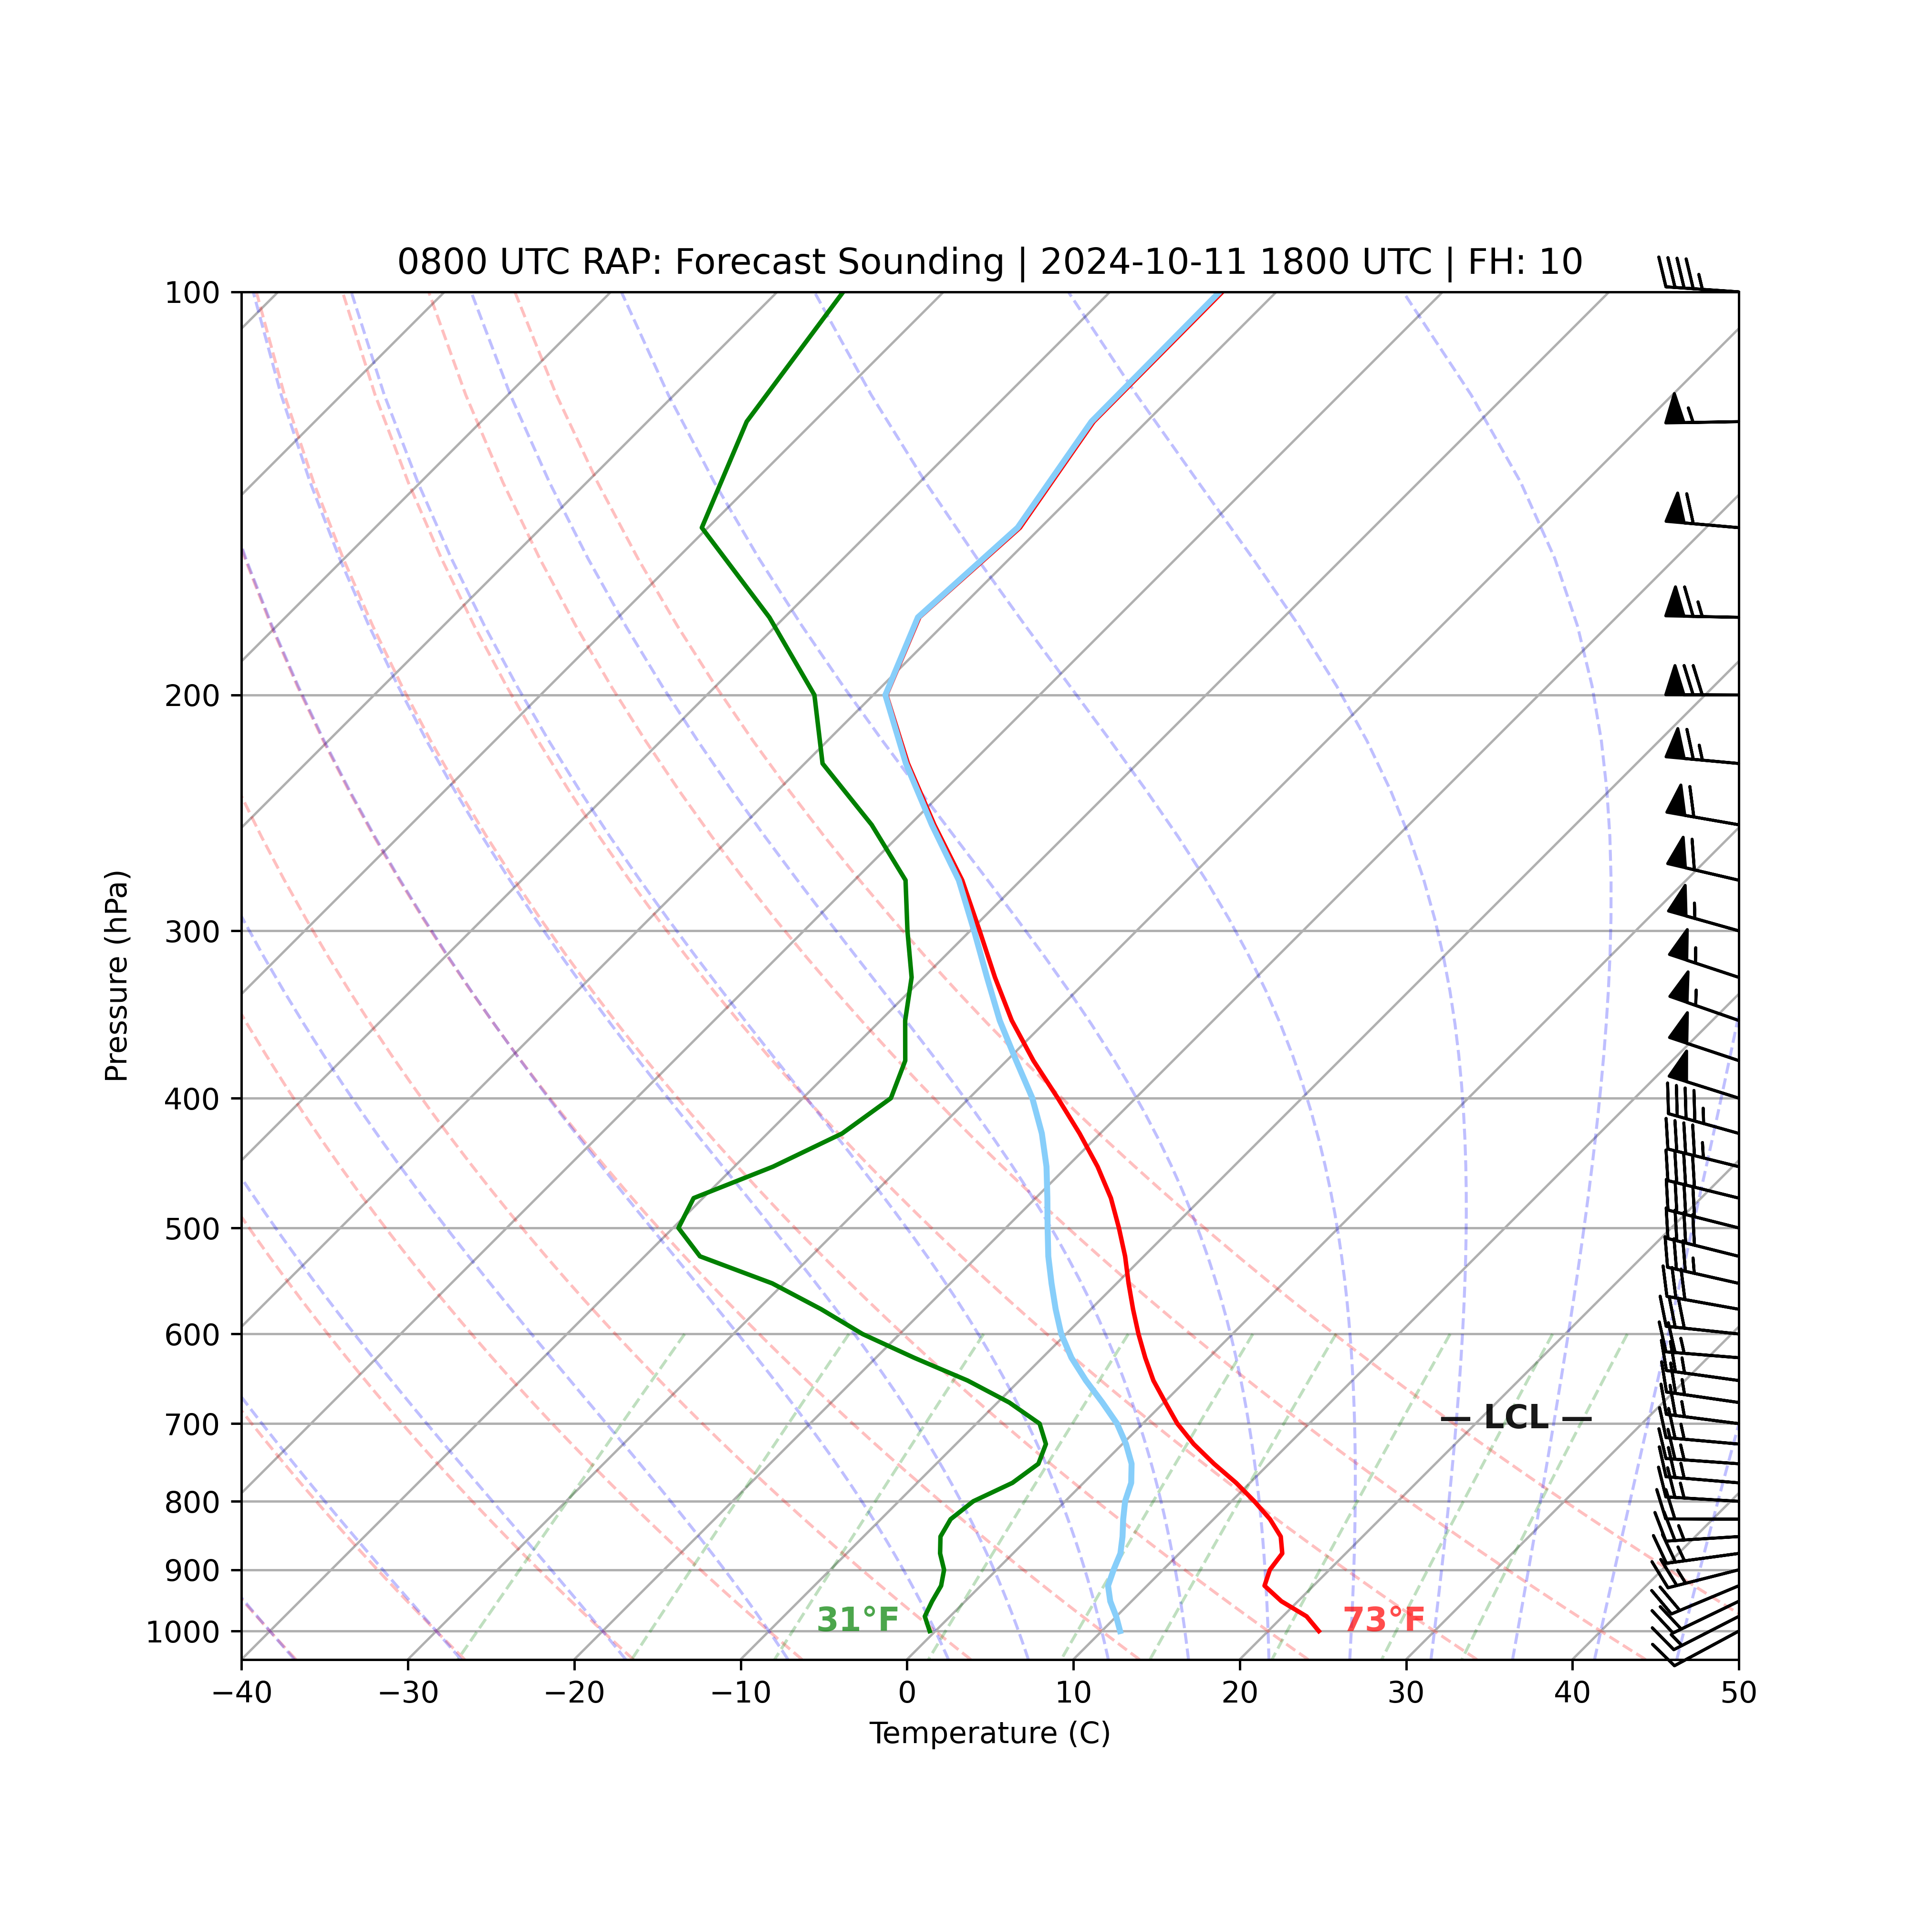 0800 UTC RAP: Forecast Sounding | 2024-10-11 1800 UTC | FH: 10
100
200
300
400
500
600
700
800
900
1000
Pressure (hPa)
— LCL —
31°F
73°F
−40 −30 −20 −10 0 10 20 30 40 50
Temperature (C)